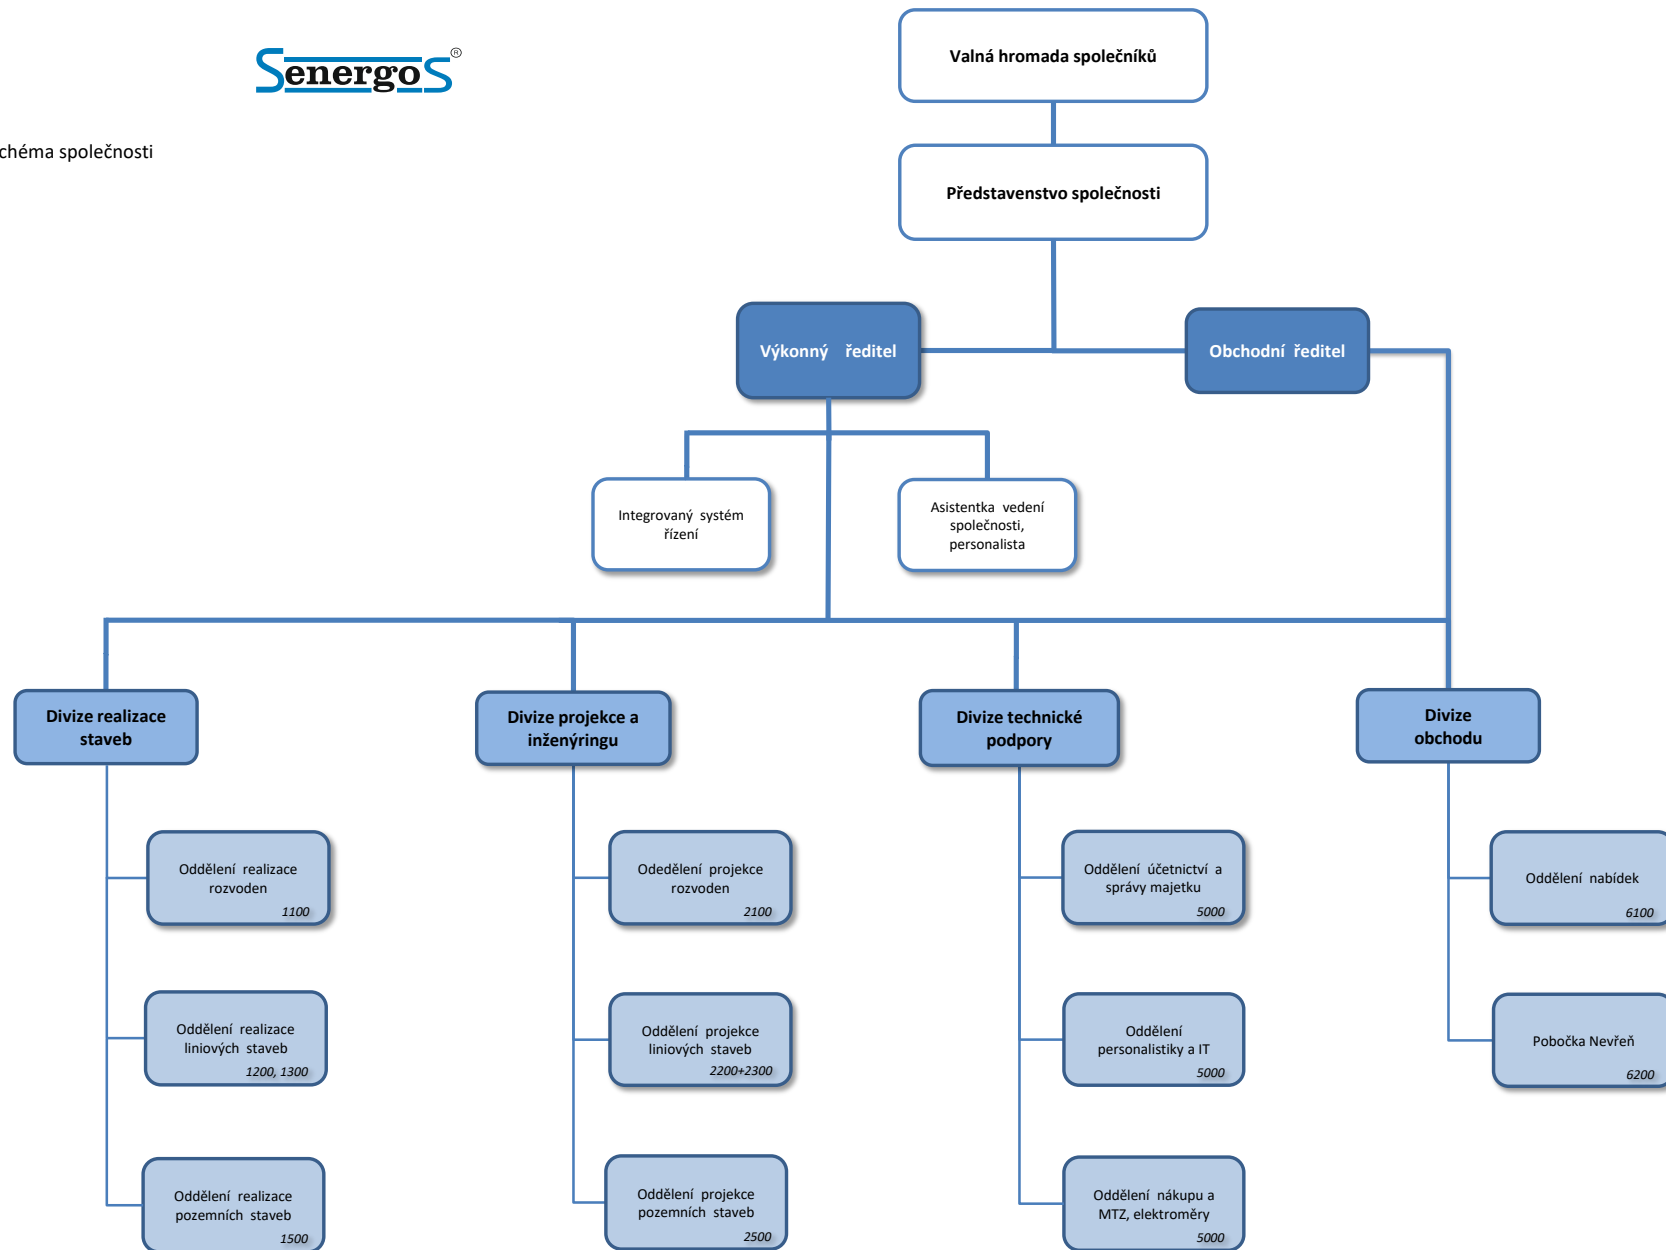 Senergos®
chéma společnosti
Valná hromada společníků
Představenstvo společnosti
Výkonný ředitel
Obchodní ředitel
Integrovaný systém
řízení
Asistentka vedení
společnosti,
personalista
Divize realizace
staveb
Divize projekce a
inženýringu
Divize technické
podpory
Divize
obchodu
Oddělení realizace
rozvoden
1100
Odedělení projekce
rozvoden
2100
Oddělení účetnictví a
správy majetku
5000
Oddělení nabídek
6100
Oddělení realizace
liniových staveb
1200, 1300
Oddělení projekce
liniových staveb
2200+2300
Oddělení
personalistiky a IT
5000
Pobočka Nevřeň
6200
Oddělení realizace
pozemních staveb
1500
Oddělení projekce
pozemních staveb
2500
Oddělení nákupu a
MTZ, elektroměry
5000